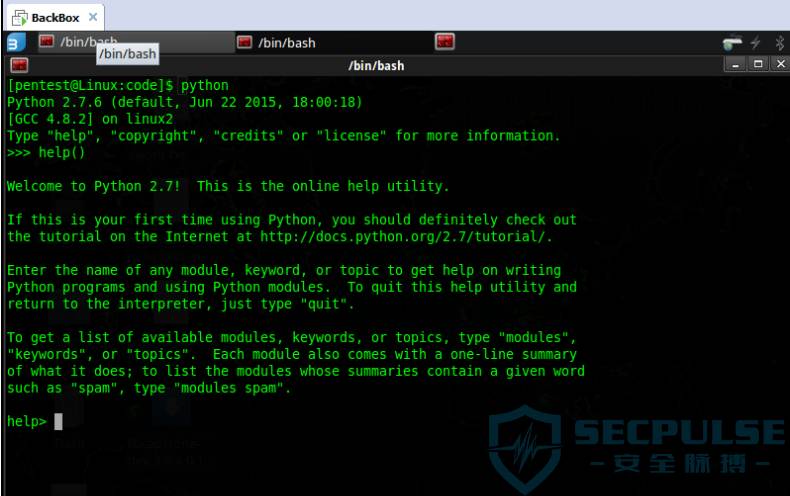 BackBox
/bin/bash
/bin/bash
/bin/bash
/bin/bash
[pentest@Linux:code]$ python
Python 2.7.6 (default, Jun 22 2015, 18:00:18)
[GCC 4.8.2] on linux2
Type "help", "copyright", "credits" or "license" for more information.
>>> help()
Welcome to Python 2.7!  This is the online help utility.
If this is your first time using Python, you should definitely check out
the tutorial on the Internet at http://docs.python.org/2.7/tutorial/.
Enter the name of any module, keyword, or topic to get help on writing
Python programs and using Python modules.  To quit this help utility and
return to the interpreter, just type "quit".
To get a list of available modules, keywords, or topics, type "modules",
"keywords", or "topics".  Each module also comes with a one-line summary
of what it does; to list the modules whose summaries contain a given word
such as "spam", type "modules spam".
help>
SECPULSE
-安全脉搏-